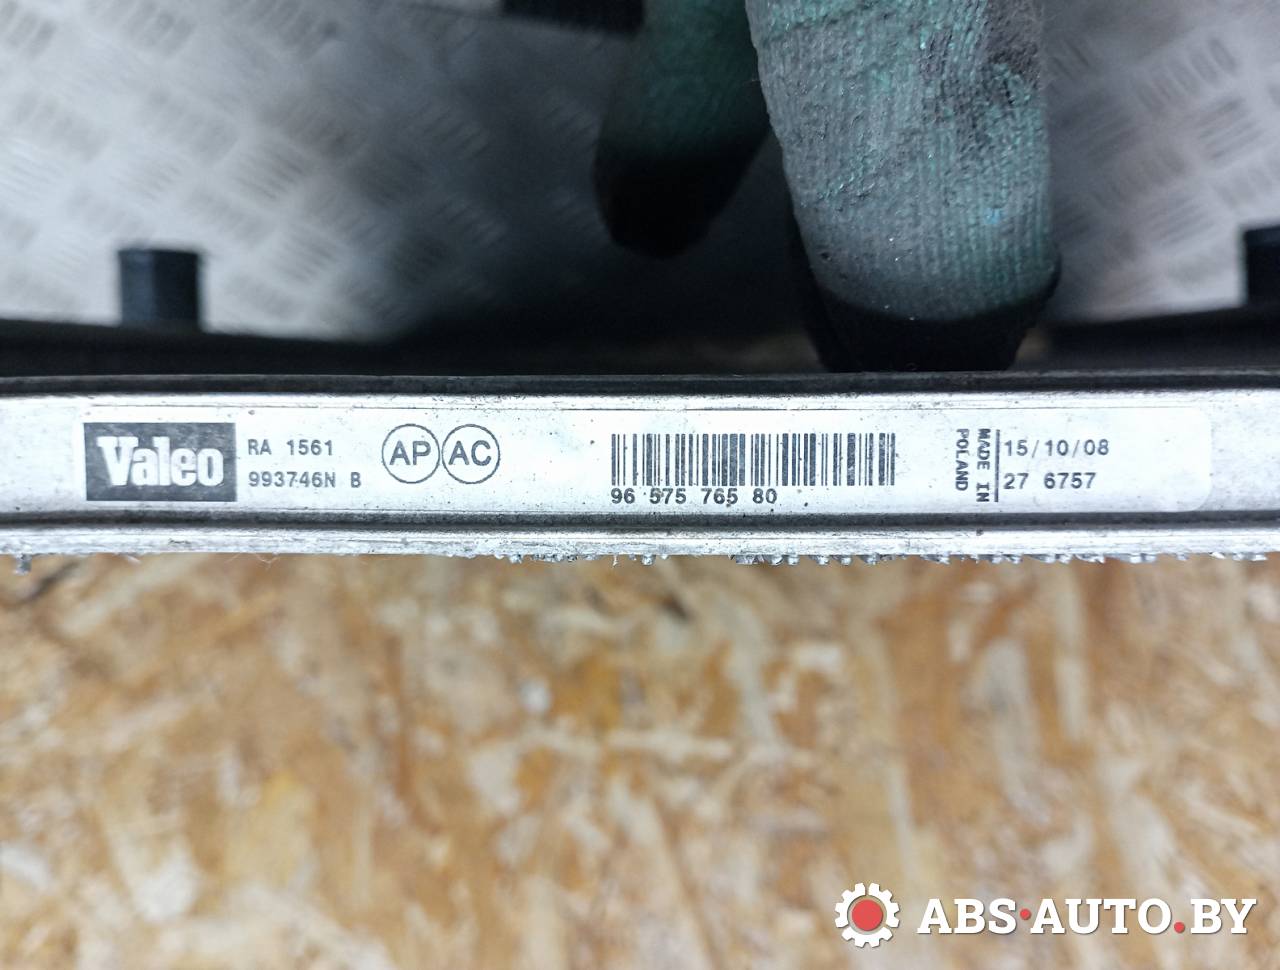 Valeo
RA 1561
993746N B
AP AC
96 575 765 80
MADE IN
POLAND
15/10/08
27 6757
ABS·AUTO.BY